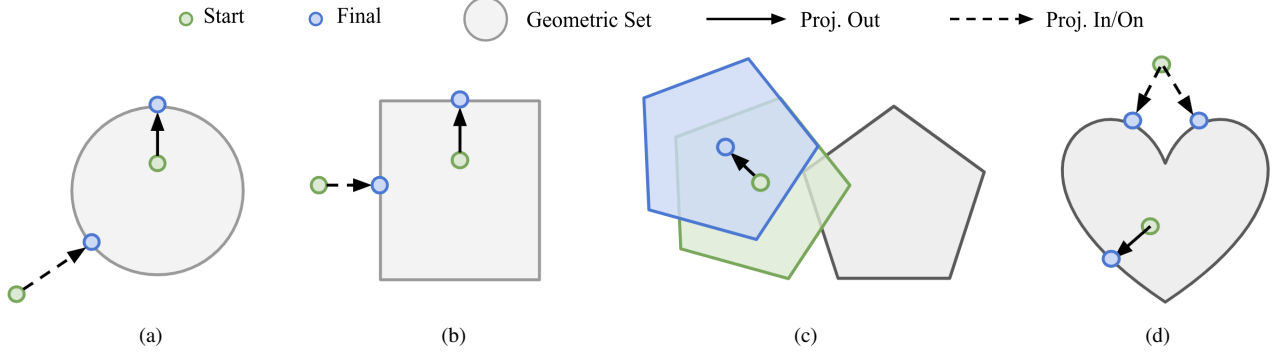 Start Final Geometric Set Proj. Out Proj. In/On
(a) (b) (c) (d)